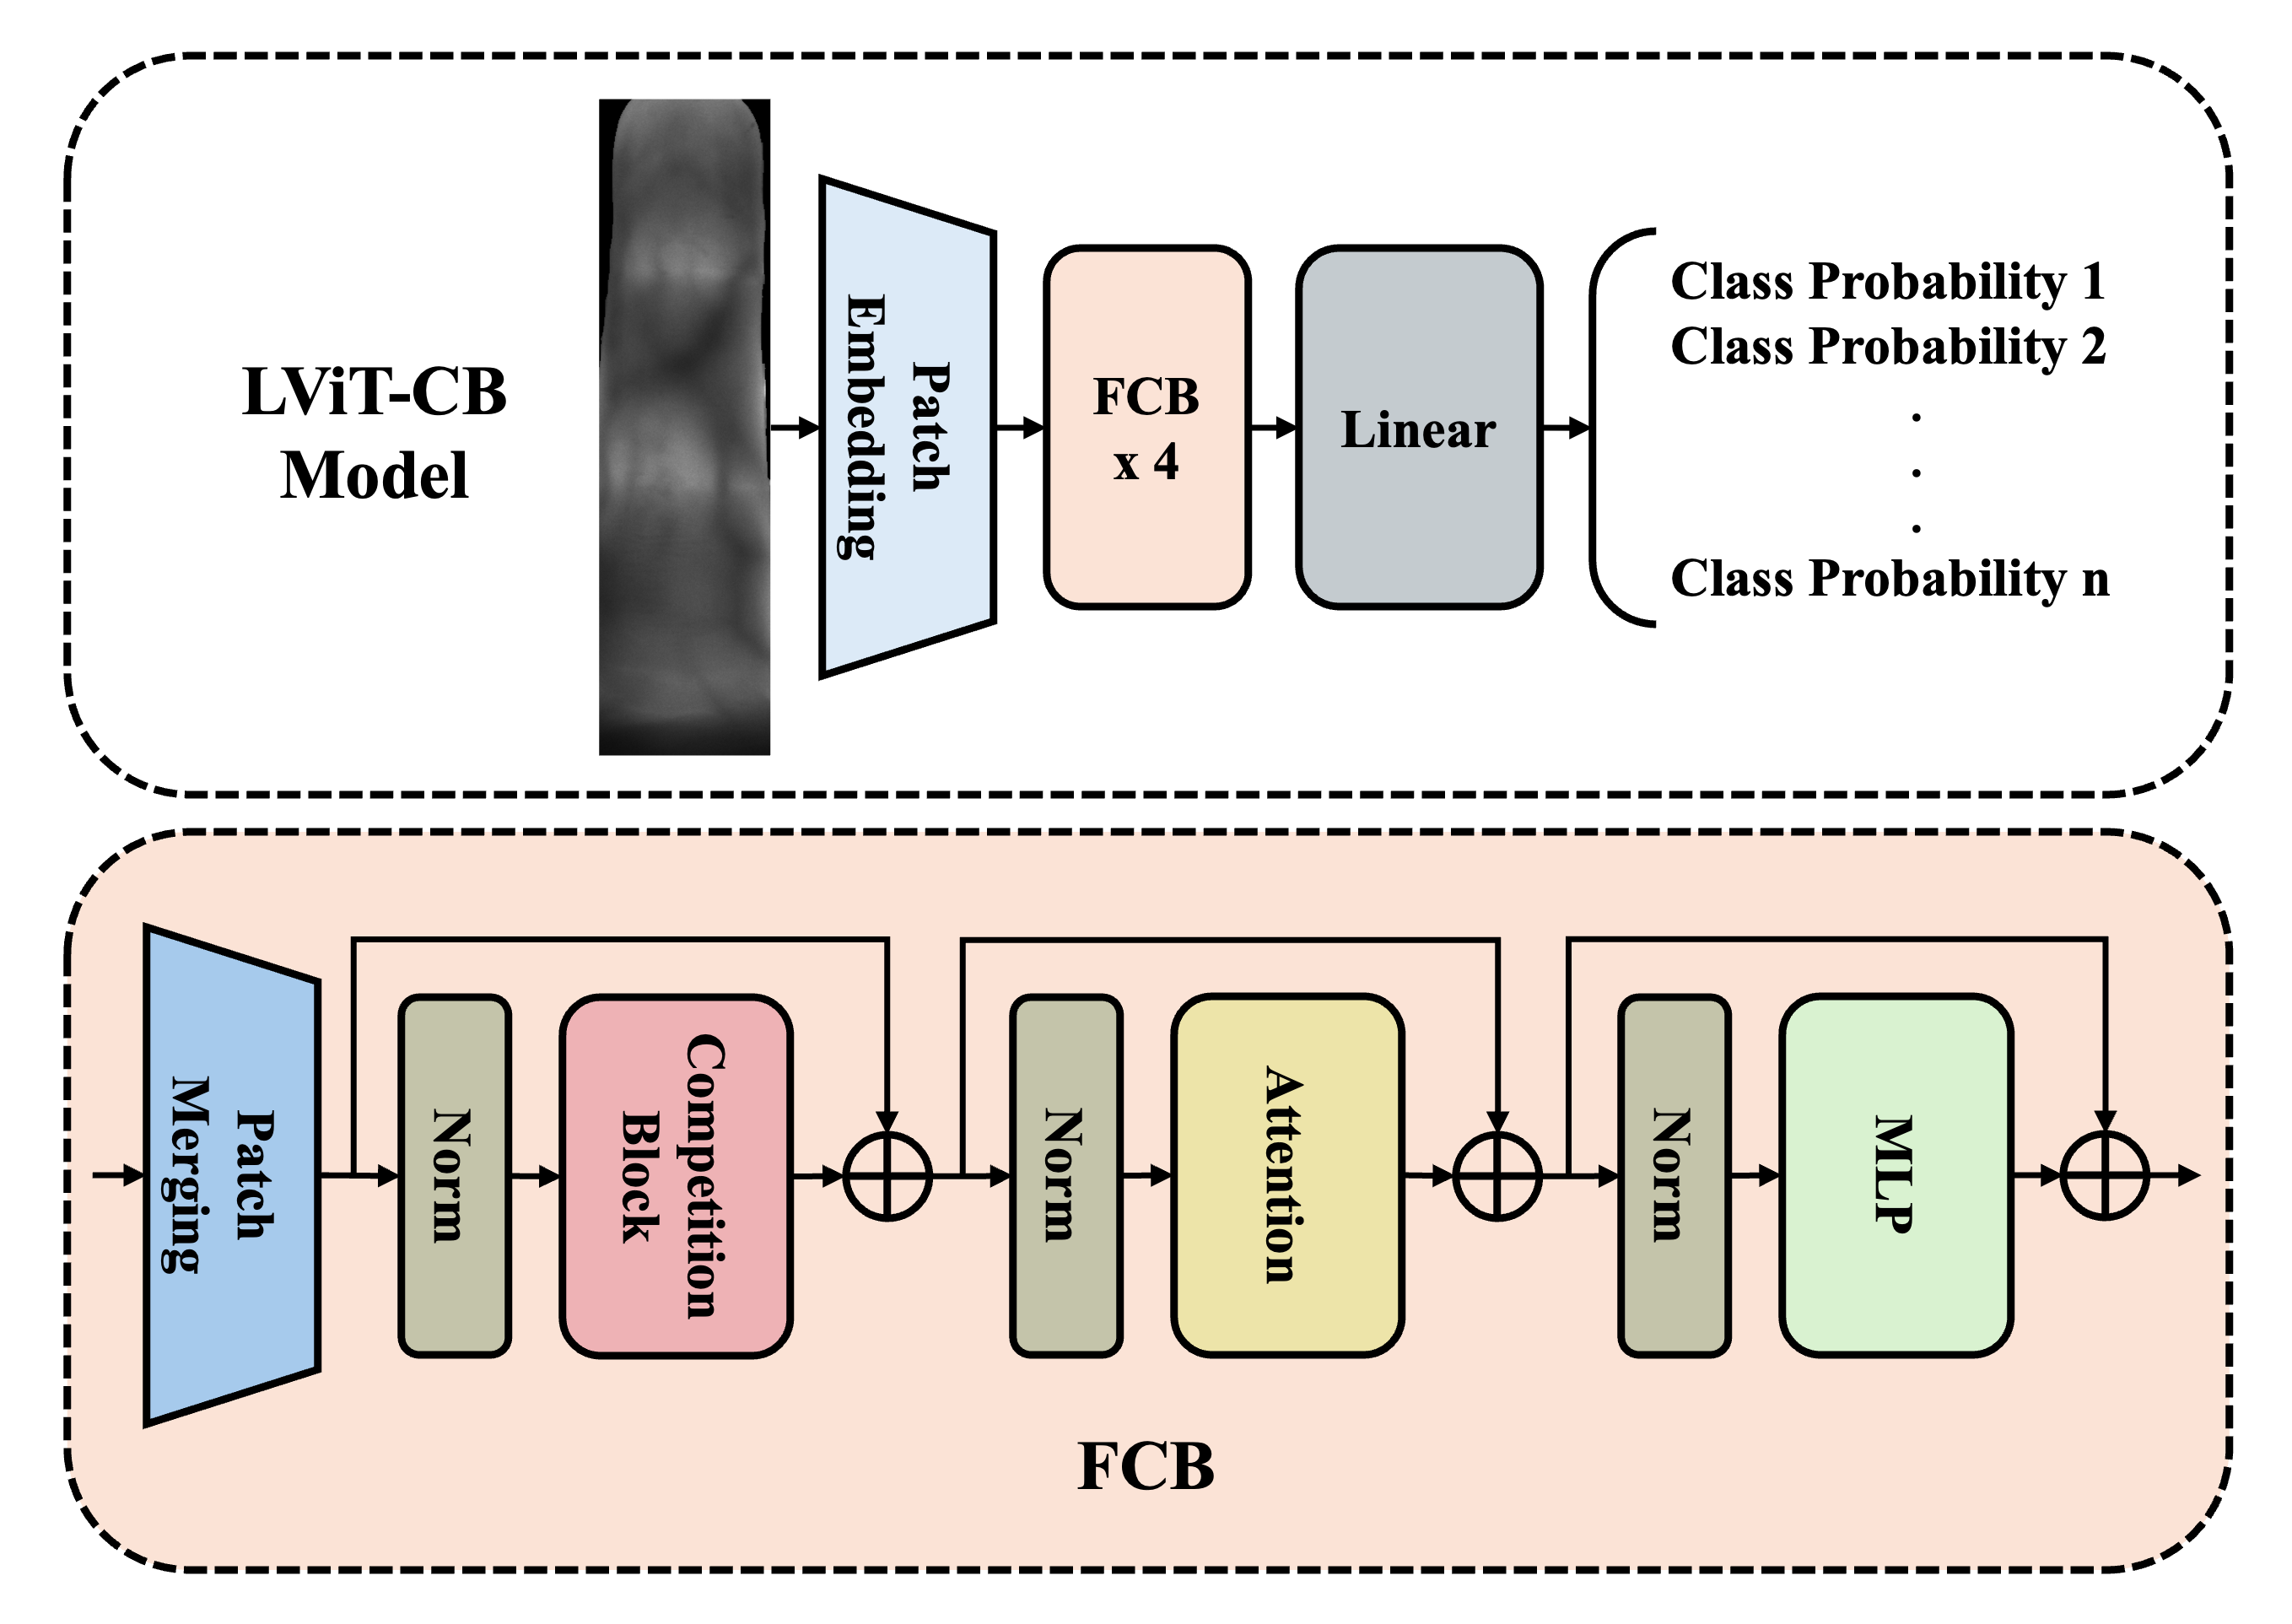 LViT-CB
Model
Patch
Embedding
FCB
x 4
Linear
Class Probability 1
Class Probability 2
.
.
.
Class Probability n
Patch
Merging
Norm
Competition
Block
Norm
Attention
Norm
MLP
FCB